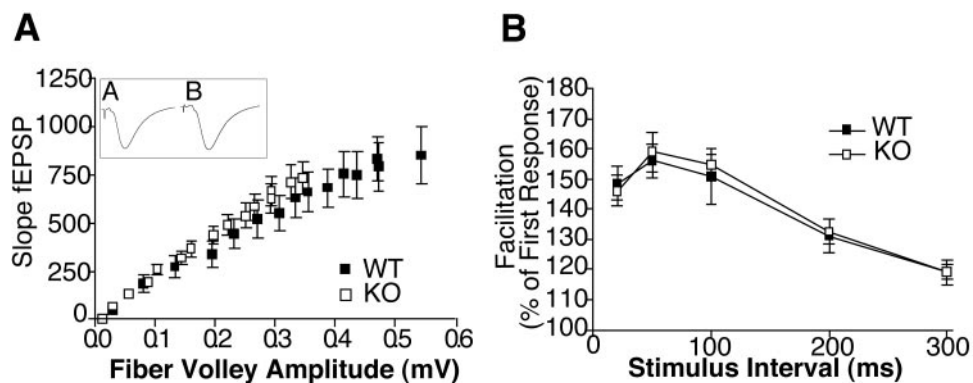 A
Slope fEPSP
1250
1000
750
500
250
0
A B
WT
KO
0.0 0.1 0.2 0.3 0.4 0.5 0.6
Fiber Volley Amplitude (mV)
B
Facilitation
(% of First Response)
180
170
160
150
140
130
120
110
100
WT
KO
0 100 200 300
Stimulus Interval (ms)